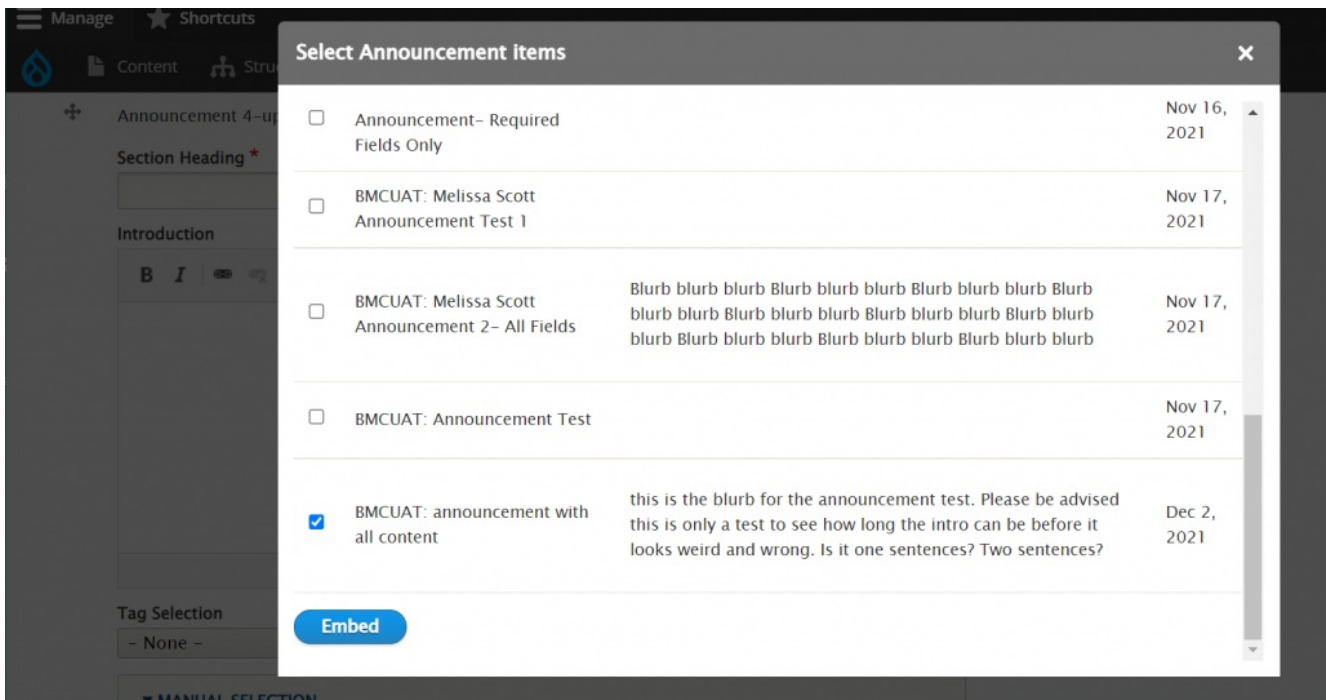 Manage
Shortcuts
Select Announcement items
×
Content
Stru
Announcement 4-up
Section Heading *
Introduction
B I
Announcement– Required
Fields Only
Nov 16,
2021
BMCUAT: Melissa Scott
Announcement Test 1
Nov 17,
2021
BMCUAT: Melissa Scott
Announcement 2– All Fields
Blurb blurb blurb Blurb blurb blurb Blurb blurb blurb Blurb
blurb blurb Blurb blurb blurb Blurb blurb blurb Blurb blurb
blurb Blurb blurb blurb Blurb blurb blurb Blurb blurb blurb
Nov 17,
2021
BMCUAT: Announcement Test
Nov 17,
2021
BMCUAT: announcement with
all content
this is the blurb for the announcement test. Please be advised
this is only a test to see how long the intro can be before it
looks weird and wrong. Is it one sentences? Two sentences?
Dec 2,
2021
Tag Selection
– None –
Embed
MANUAL SELECTION